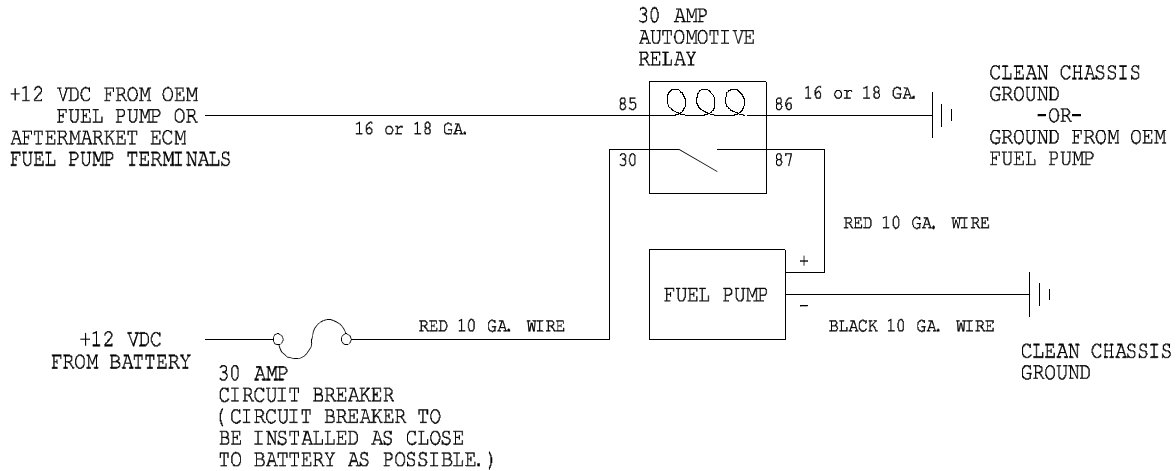 30 AMP
AUTOMOTIVE
RELAY
+12 VDC FROM OEM
FUEL PUMP OR
AFTERMARKET ECM
FUEL PUMP TERMINALS
16 or 18 GA.
85
86
16 or 18 GA.
CLEAN CHASSIS
GROUND
-OR-
GROUND FROM OEM
FUEL PUMP
30
87
RED 10 GA. WIRE
FUEL PUMP
+
-
BLACK 10 GA. WIRE
CLEAN CHASSIS
GROUND
+12 VDC
FROM BATTERY
RED 10 GA. WIRE
30 AMP
CIRCUIT BREAKER
(CIRCUIT BREAKER TO
BE INSTALLED AS CLOSE
TO BATTERY AS POSSIBLE.)